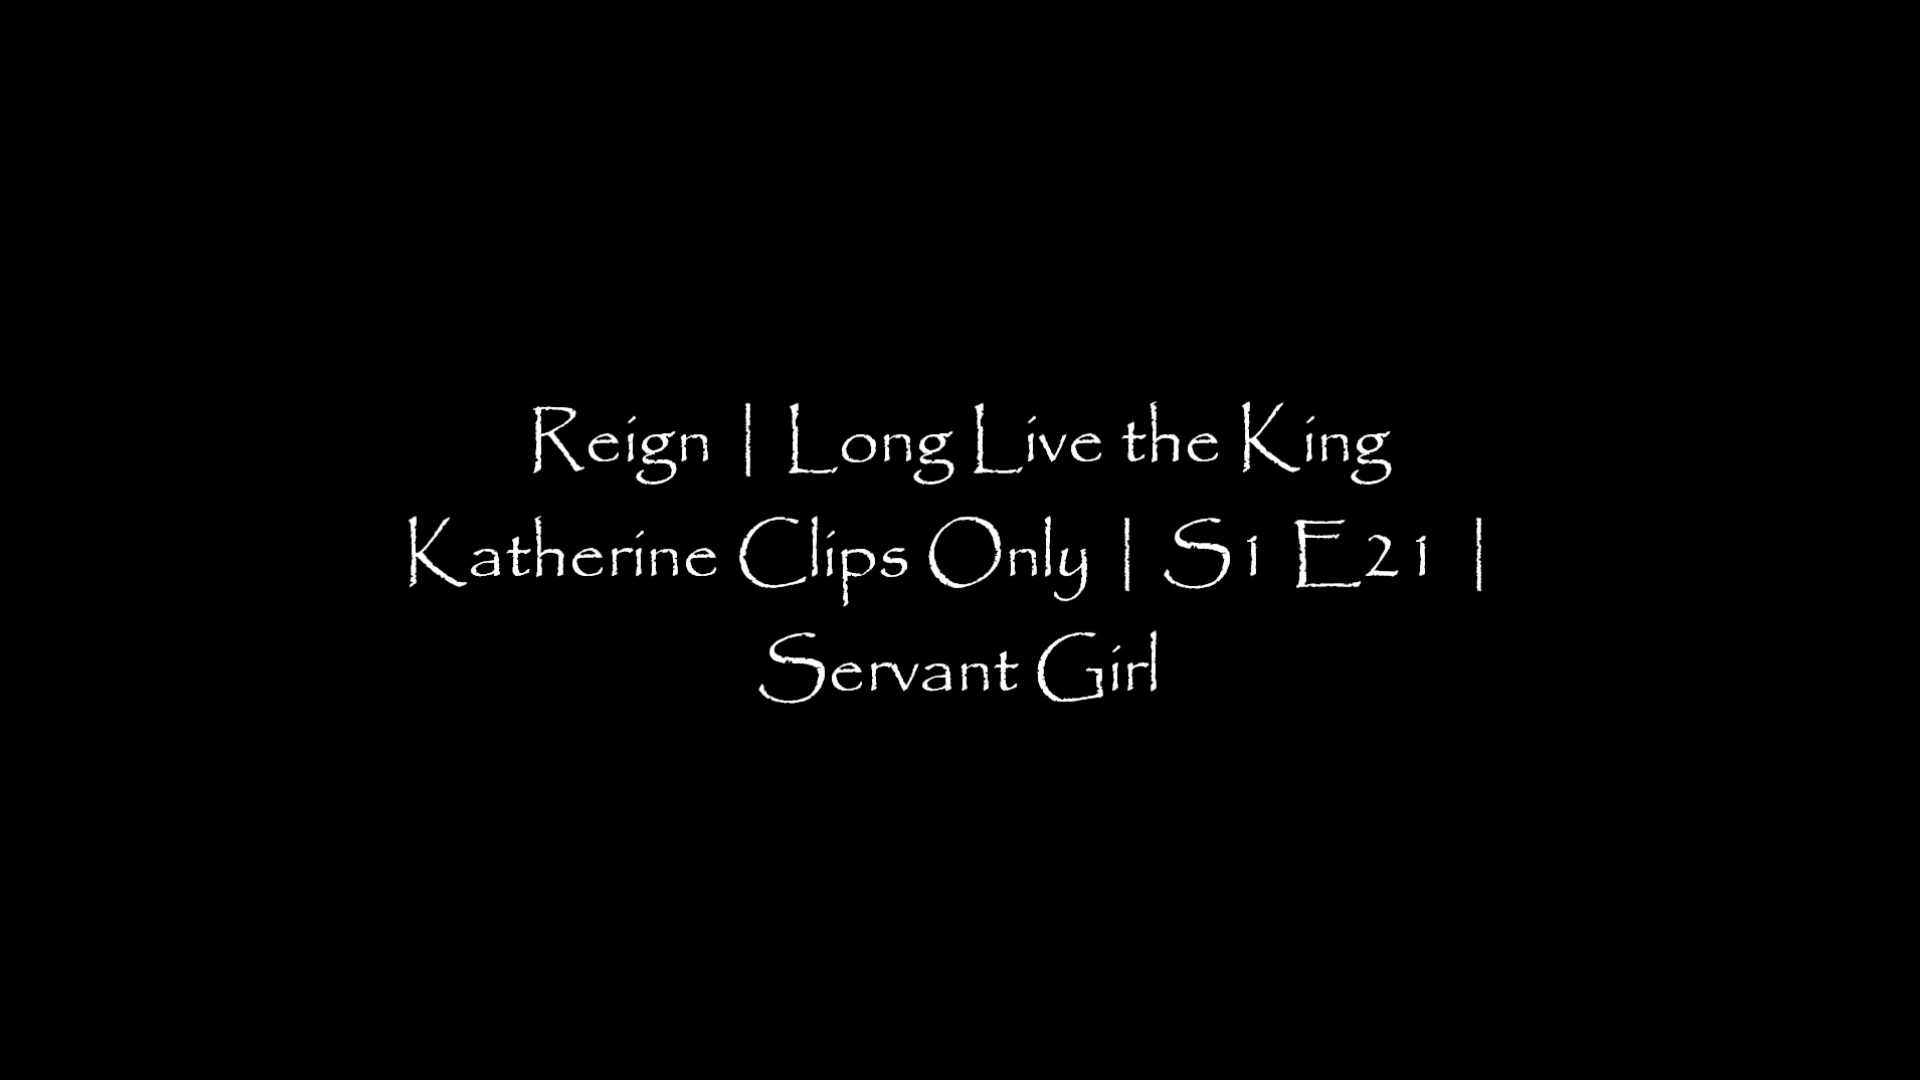 Reign | Long Live the King
Katherine Clips Only | S1 E21 |
Servant Girl